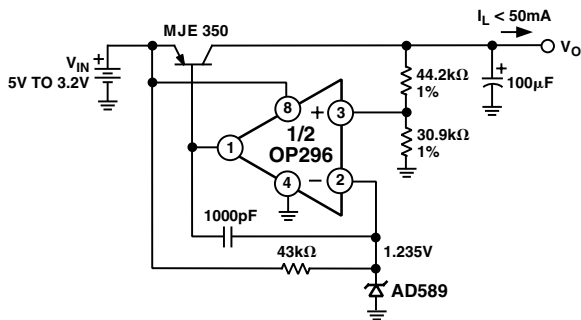 MJE 350
I_L < 50mA
V_O
V_IN +
5V TO 3.2V
44.2kΩ
1%
+
100µF
8
+
3
1/2
OP296
1
30.9kΩ
1%
4
−
2
1000pF
1.235V
43kΩ
AD589